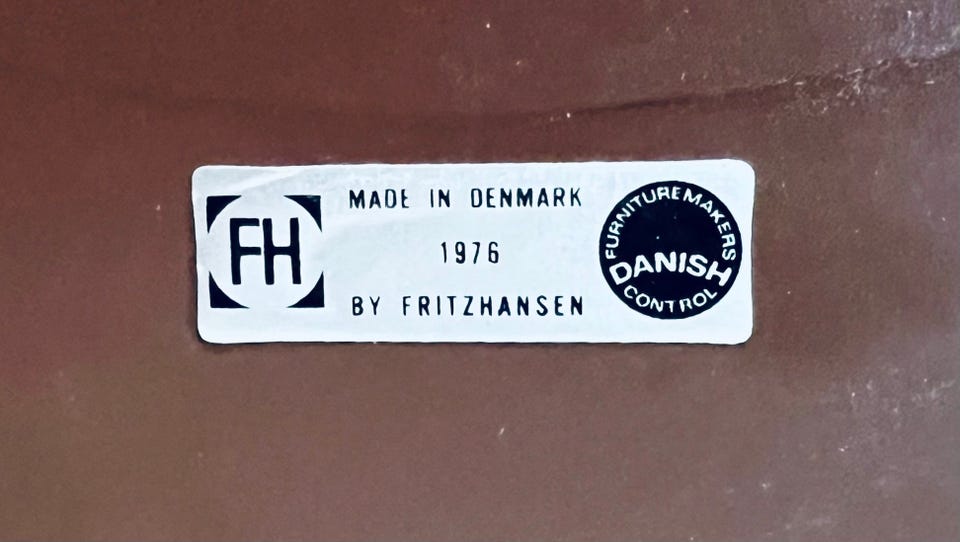 FH
MADE IN DENMARK
1976
BY FRITZHANSEN
FURNITUREMAKERS
DANISH
CONTROL